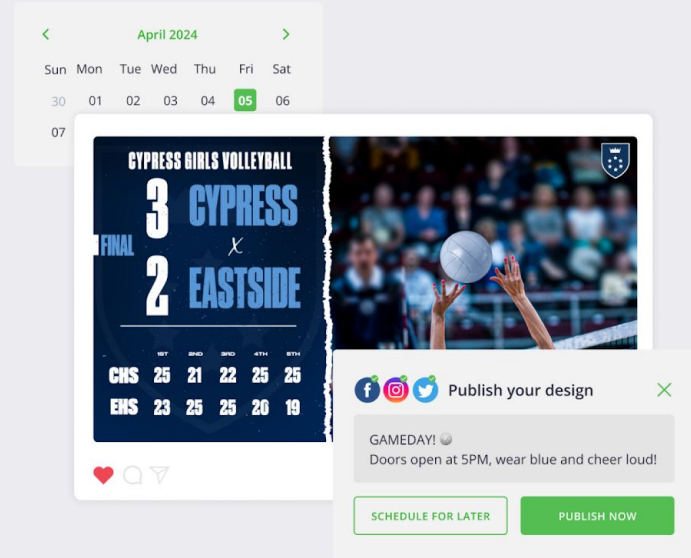 April 2024
Sun Mon Tue Wed Thu Fri Sat
30 01 02 03 04 05 06
07
CYPRESS GIRLS VOLLEYBALL
3 CYPRESS
FINAL X
2 EASTSIDE
1ST 2ND 3RD 4TH 5TH
CHS 25 21 22 25 25
EHS 23 25 25 20 19
f Publish your design
GAMEDAY! 🏐
Doors open at 5PM, wear blue and cheer loud!
SCHEDULE FOR LATER PUBLISH NOW